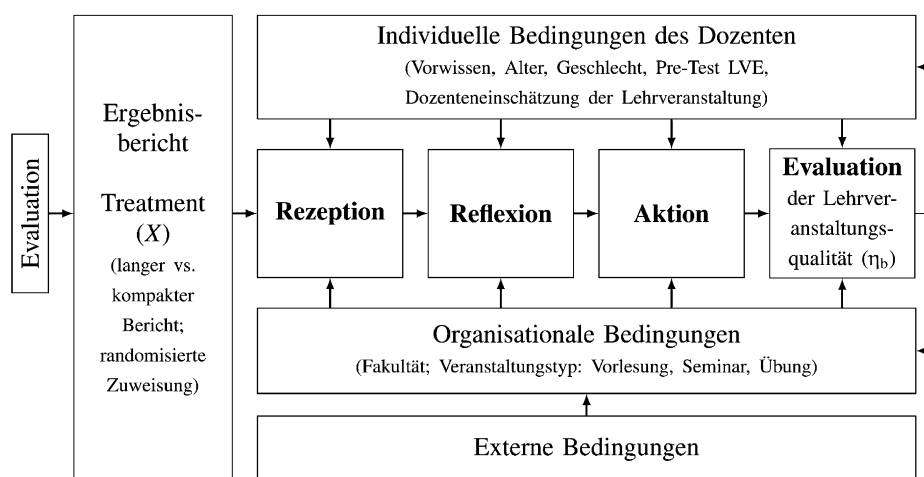 Evaluation
Ergebnis-
bericht
Treatment
(X)
(langer vs.
kompakter
Bericht;
randomisierte
Zuweisung)
Individuelle Bedingungen des Dozenten
(Vorwissen, Alter, Geschlecht, Pre-Test LVE,
Dozenteneinschätzung der Lehrveranstaltung)
Rezeption
Reflexion
Aktion
Evaluation
der Lehrver-
anstaltungs-
qualität (ηb)
Organisationale Bedingungen
(Fakultät; Veranstaltungstyp: Vorlesung, Seminar, Übung)
Externe Bedingungen